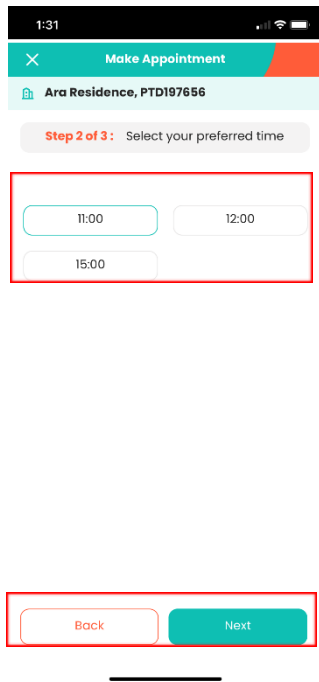 1:31
Make Appointment
Ara Residence, PTD197656
Step 2 of 3 : Select your preferred time
11:00 12:00
15:00
Back Next